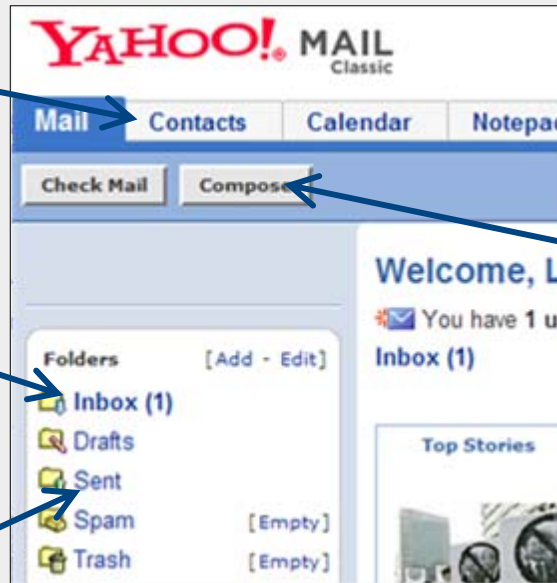 YAHOO!® MAIL
Classic
Mail Contacts Calendar
Check Mail
Welcome,
You have 1
Folders [Add - Edit]
Inbox (1)
Inbox (1)
Drafts
Top Stories
Sent
Spam [Empty]
Trash [Empty]